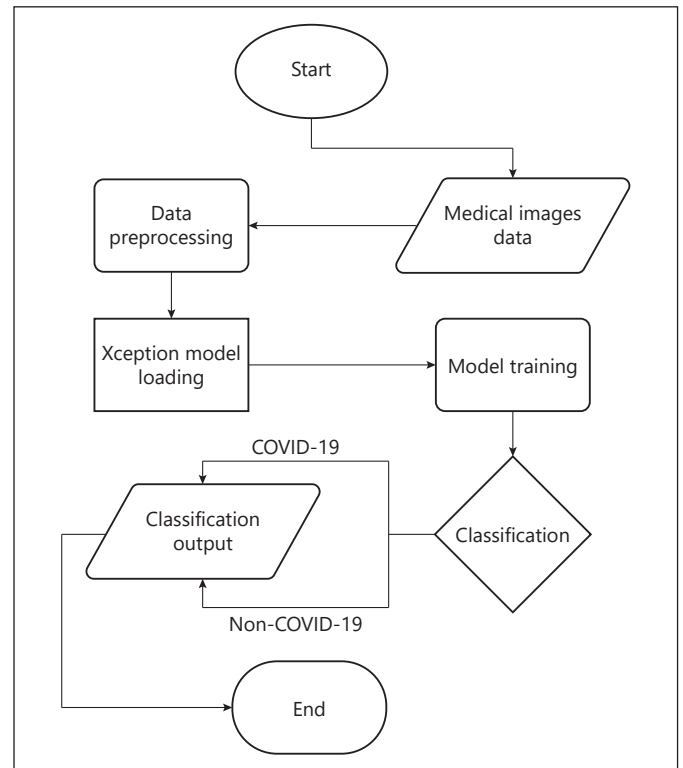 Start
Medical images
data
Data
preprocessing
Xception model
loading
Model training
Classification
COVID-19
Classification
output
Non-COVID-19
End